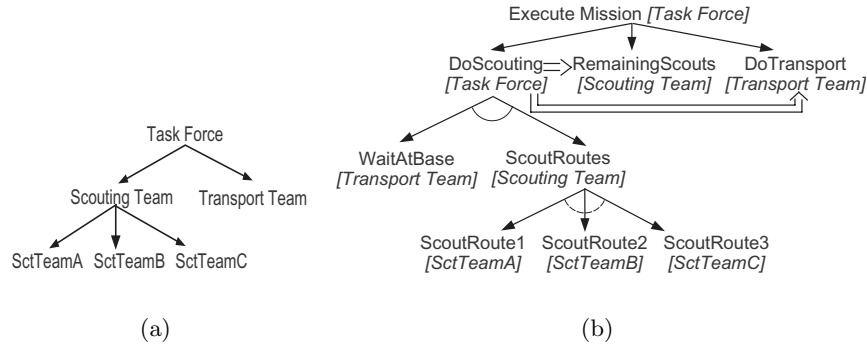 Execute Mission [Task Force]
DoScouting RemainingScouts DoTransport
[Task Force] [Scouting Team] [Transport Team]
Task Force
WaitAtBase ScoutRoutes
[Transport Team] [Scouting Team]
Scouting Team Transport Team
SctTeamA SctTeamB SctTeamC
ScoutRoute1 ScoutRoute2 ScoutRoute3
[SctTeamA] [SctTeamB] [SctTeamC]
(a) (b)